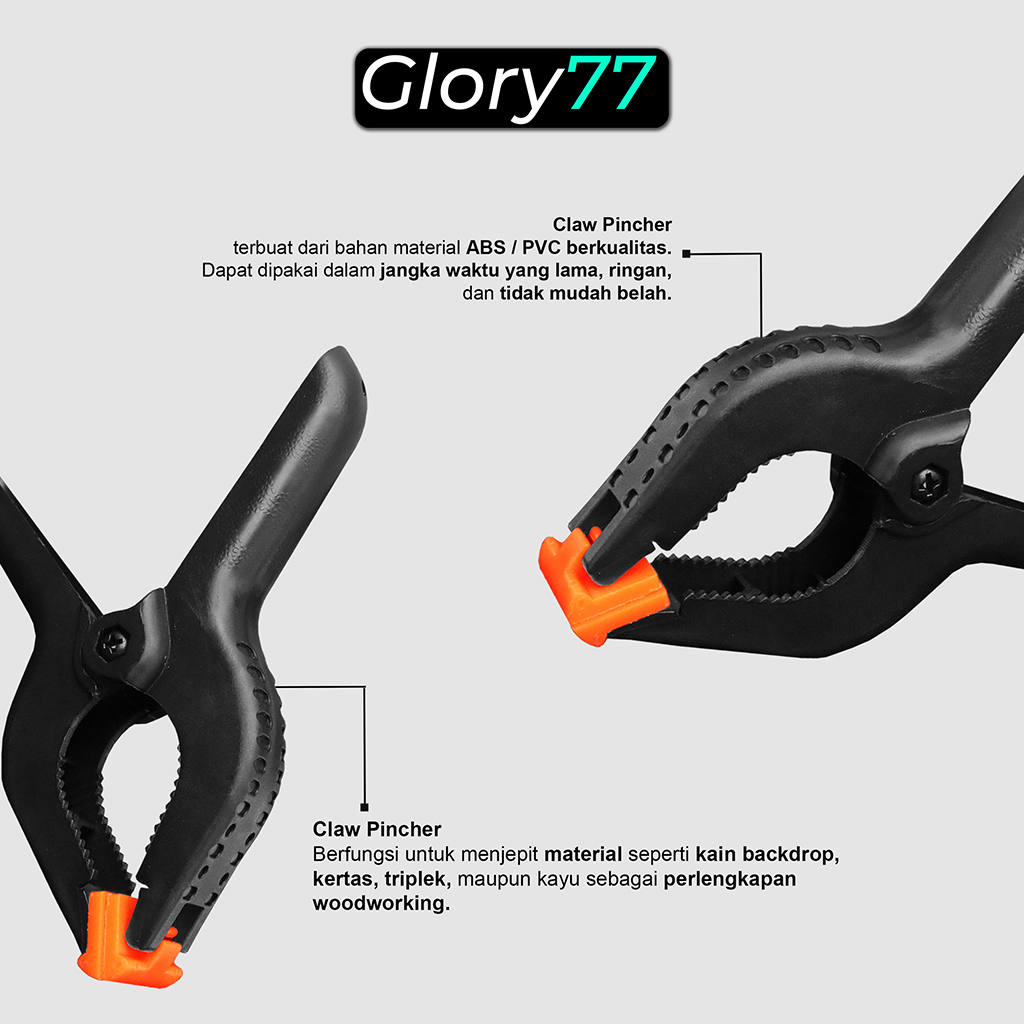 Glory77
Claw Pincher
terbuat dari bahan material ABS / PVC berkualitas.
Dapat dipakai dalam jangka waktu yang lama, ringan,
dan tidak mudah belah.
Claw Pincher
Berfungsi untuk menjepit material seperti kain backdrop,
kertas, triplek, maupun kayu sebagai perlengkapan
woodworking.